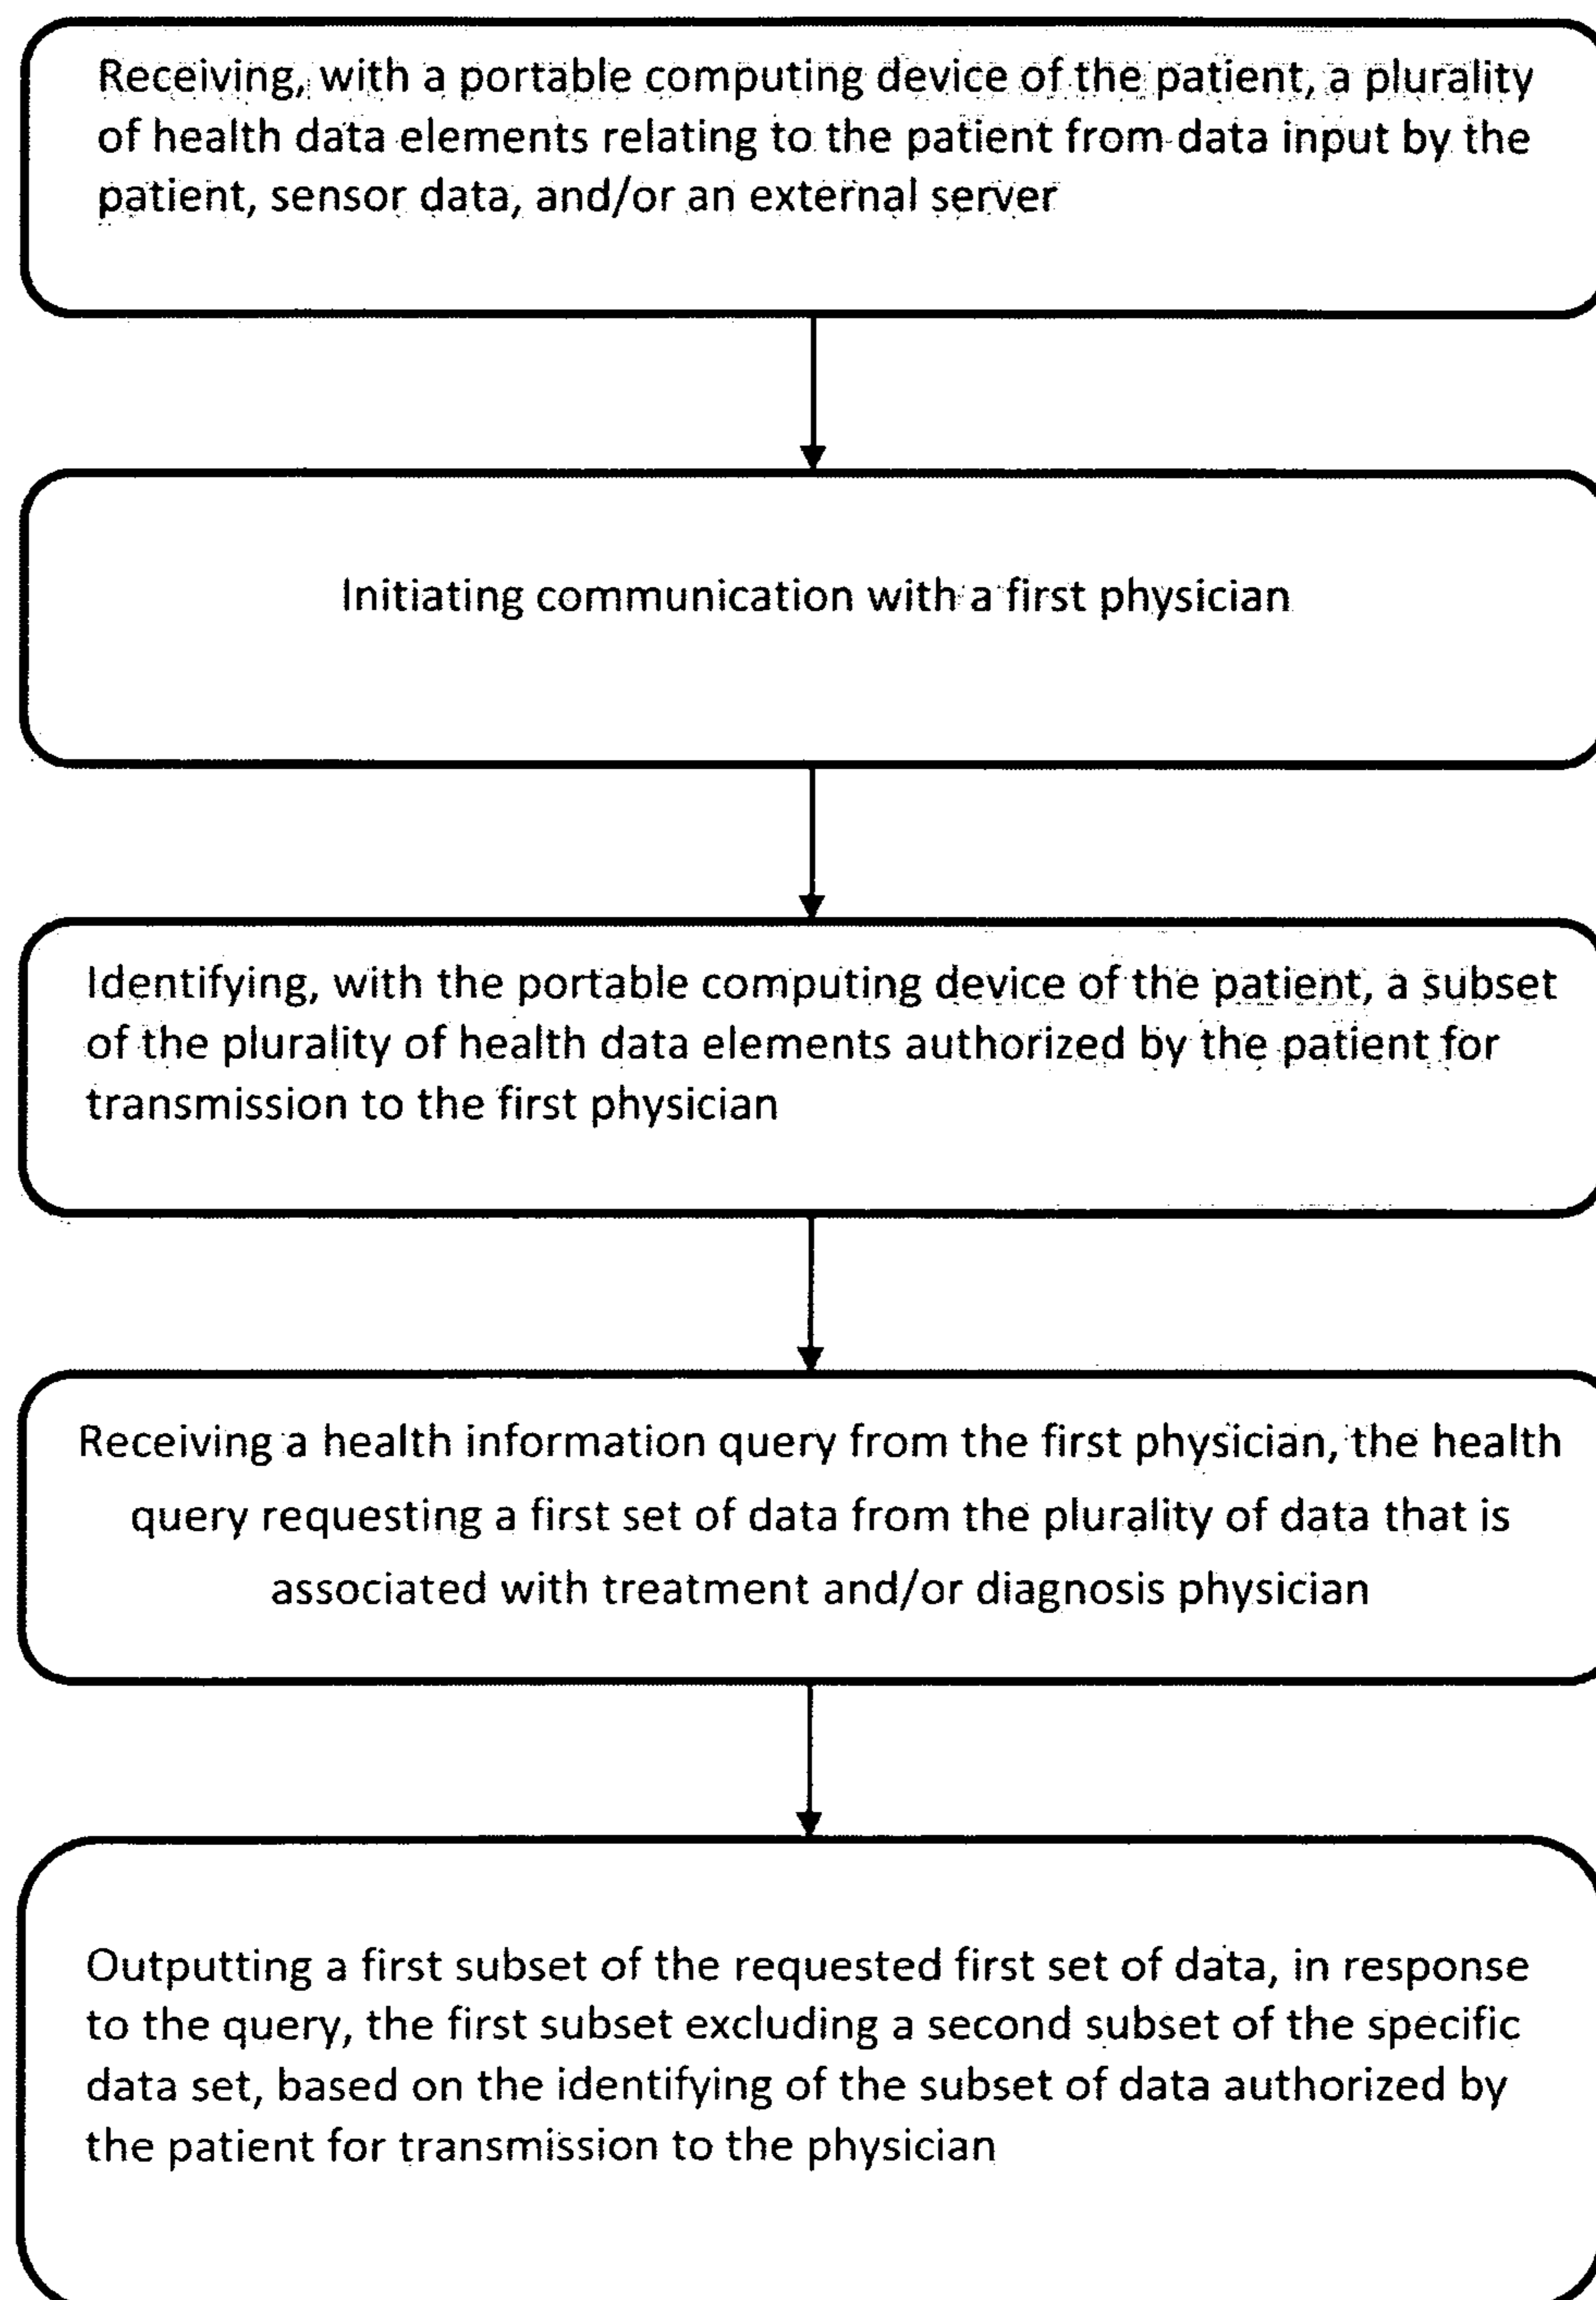 Receiving, with a portable computing device of the patient, a plurality
of health data elements relating to the patient from data input by the
patient, sensor data, and/or an external server
Initiating communication with a first physician
Identifying, with the portable computing device of the patient, a subset
of the plurality of health data elements authorized by the patient for
transmission to the first physician
Receiving a health information query from the first physician, the health
query requesting a first set of data from the plurality of data that is
associated with treatment and/or diagnosis physician
Outputting a first subset of the requested first set of data, in response
to the query, the first subset excluding a second subset of the specific
data set, based on the identifying of the subset of data authorized by
the patient for transmission to the physician